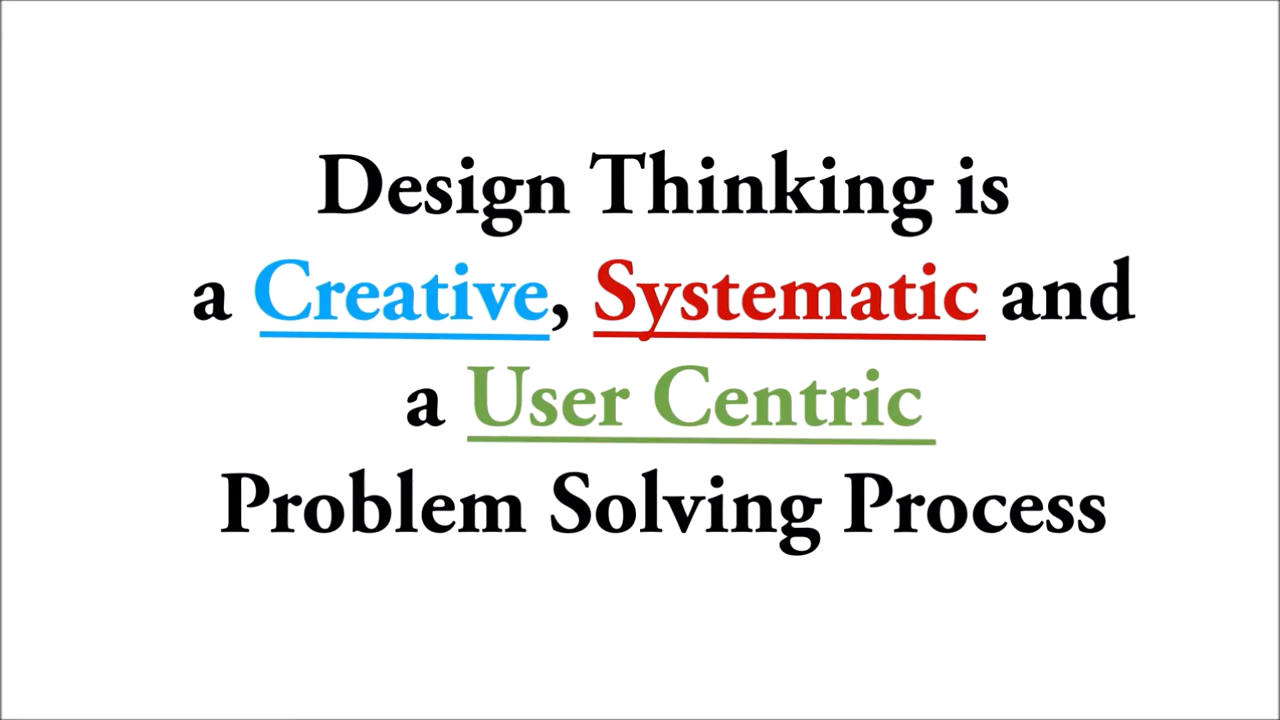 Design Thinking is
a Creative, Systematic and
a User Centric
Problem Solving Process